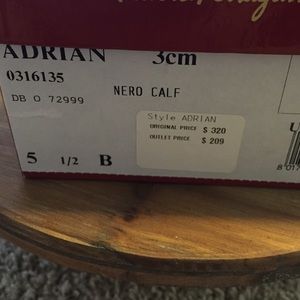 ADRIAN 3cm
0316135
DB O 72999 NERO CALF
Style ADRIAN
ORIGINAL PRICE $ 320
OUTLET PRICE $ 209
5 1/2 B